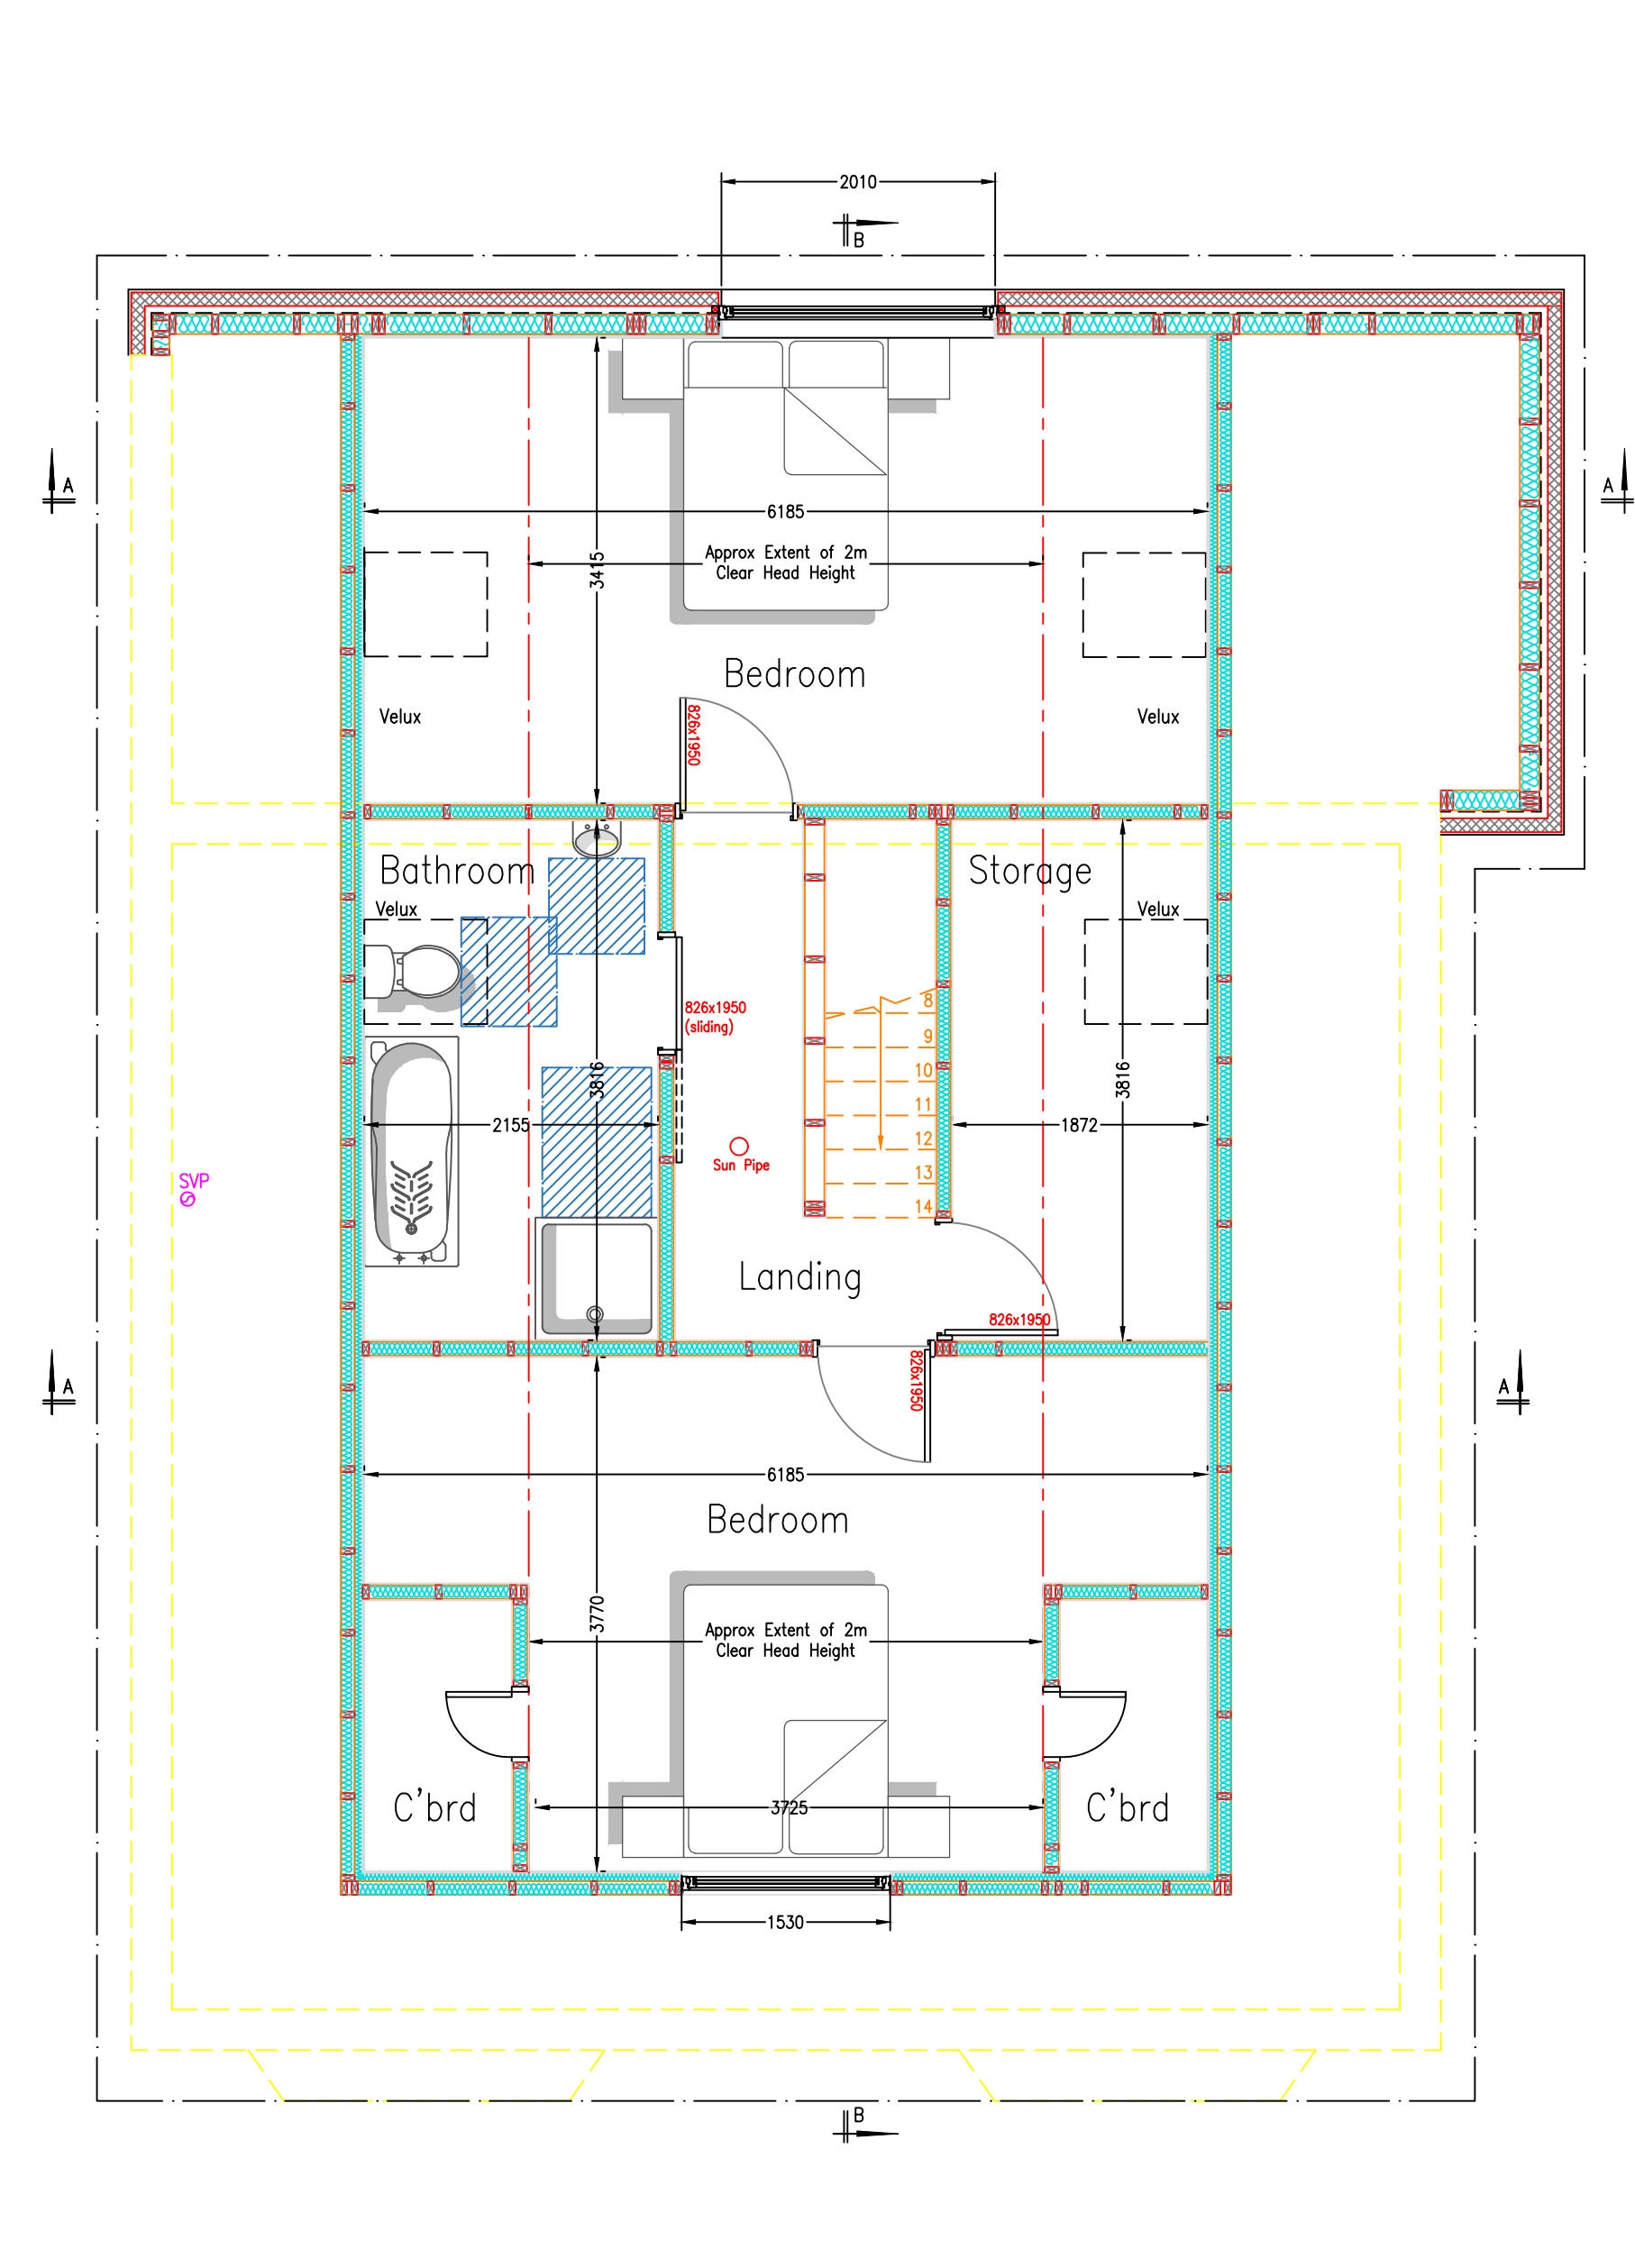 2010
B
A
A
6185
Approx Extent of 2m
Clear Head Height
3415
Bedroom
826x1950
Velux
Velux
Bathroom
Storage
Velux
Velux
8
826x1950
(sliding)
9
10
3816
3816
11
2155
1872
12
Sun Pipe
13
SVP
14
Landing
826x1950
826x1950
A
A
6185
Bedroom
3770
Approx Extent of 2m
Clear Head Height
C'brd
3725
C'brd
1530
B